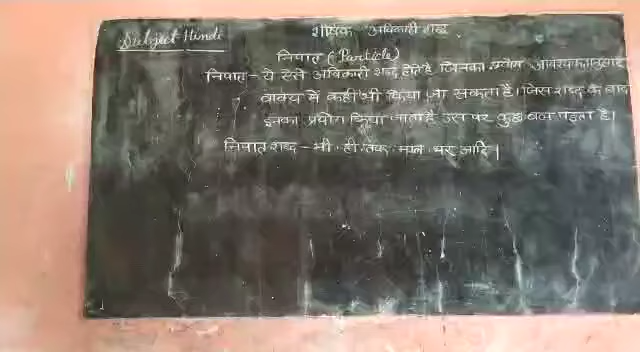 Subject Hindi
शीर्षक अविकारी शब्द
निपात (Particle)
निपात - ये ऐसे अविकारी शब्द होते है जिनका प्रयोग आवश्यकतानुसार
वाक्य में कहीं भी किया जा सकता है। जिस शब्द के बाद
इनका प्रयोग किया जाता है उस पर कुछ बल पड़ता है।
निपात शब्द - भी, ही, तक, मात्र, भर आदि।